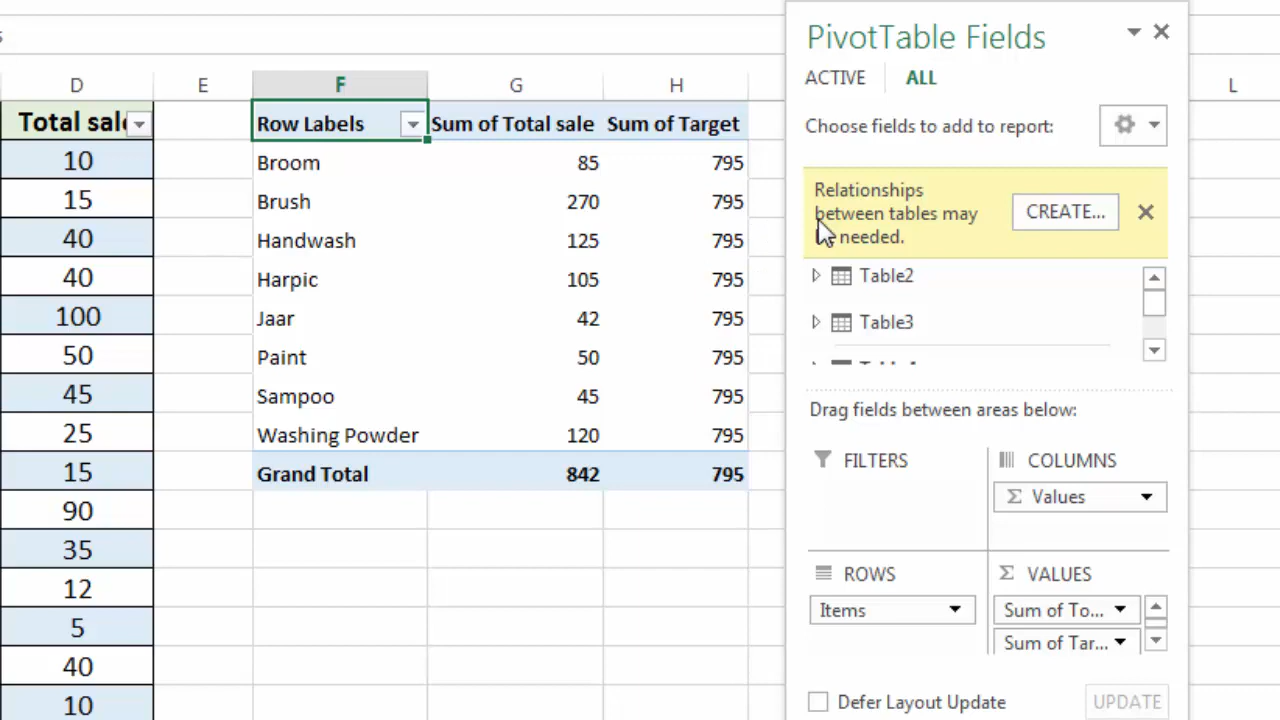 s
D E F G H L
Total sale Row Labels Sum of Total sale Sum of Target
10 Broom 85 795
15 Brush 270 795
40 Handwash 125 795
40 Harpic 105 795
100 Jaar 42 795
50 Paint 50 795
45 Sampoo 45 795
25 Washing Powder 120 795
15 Grand Total 842 795
90
35
12
5
40
10
PivotTable Fields
ACTIVE ALL
Choose fields to add to report:
Relationships
between tables may
needed.
CREATE...
Table2
Table3
Drag fields between areas below:
FILTERS COLUMNS
Σ Values
ROWS Σ VALUES
Items Sum of To...
Sum of Tar...
Defer Layout Update UPDATE